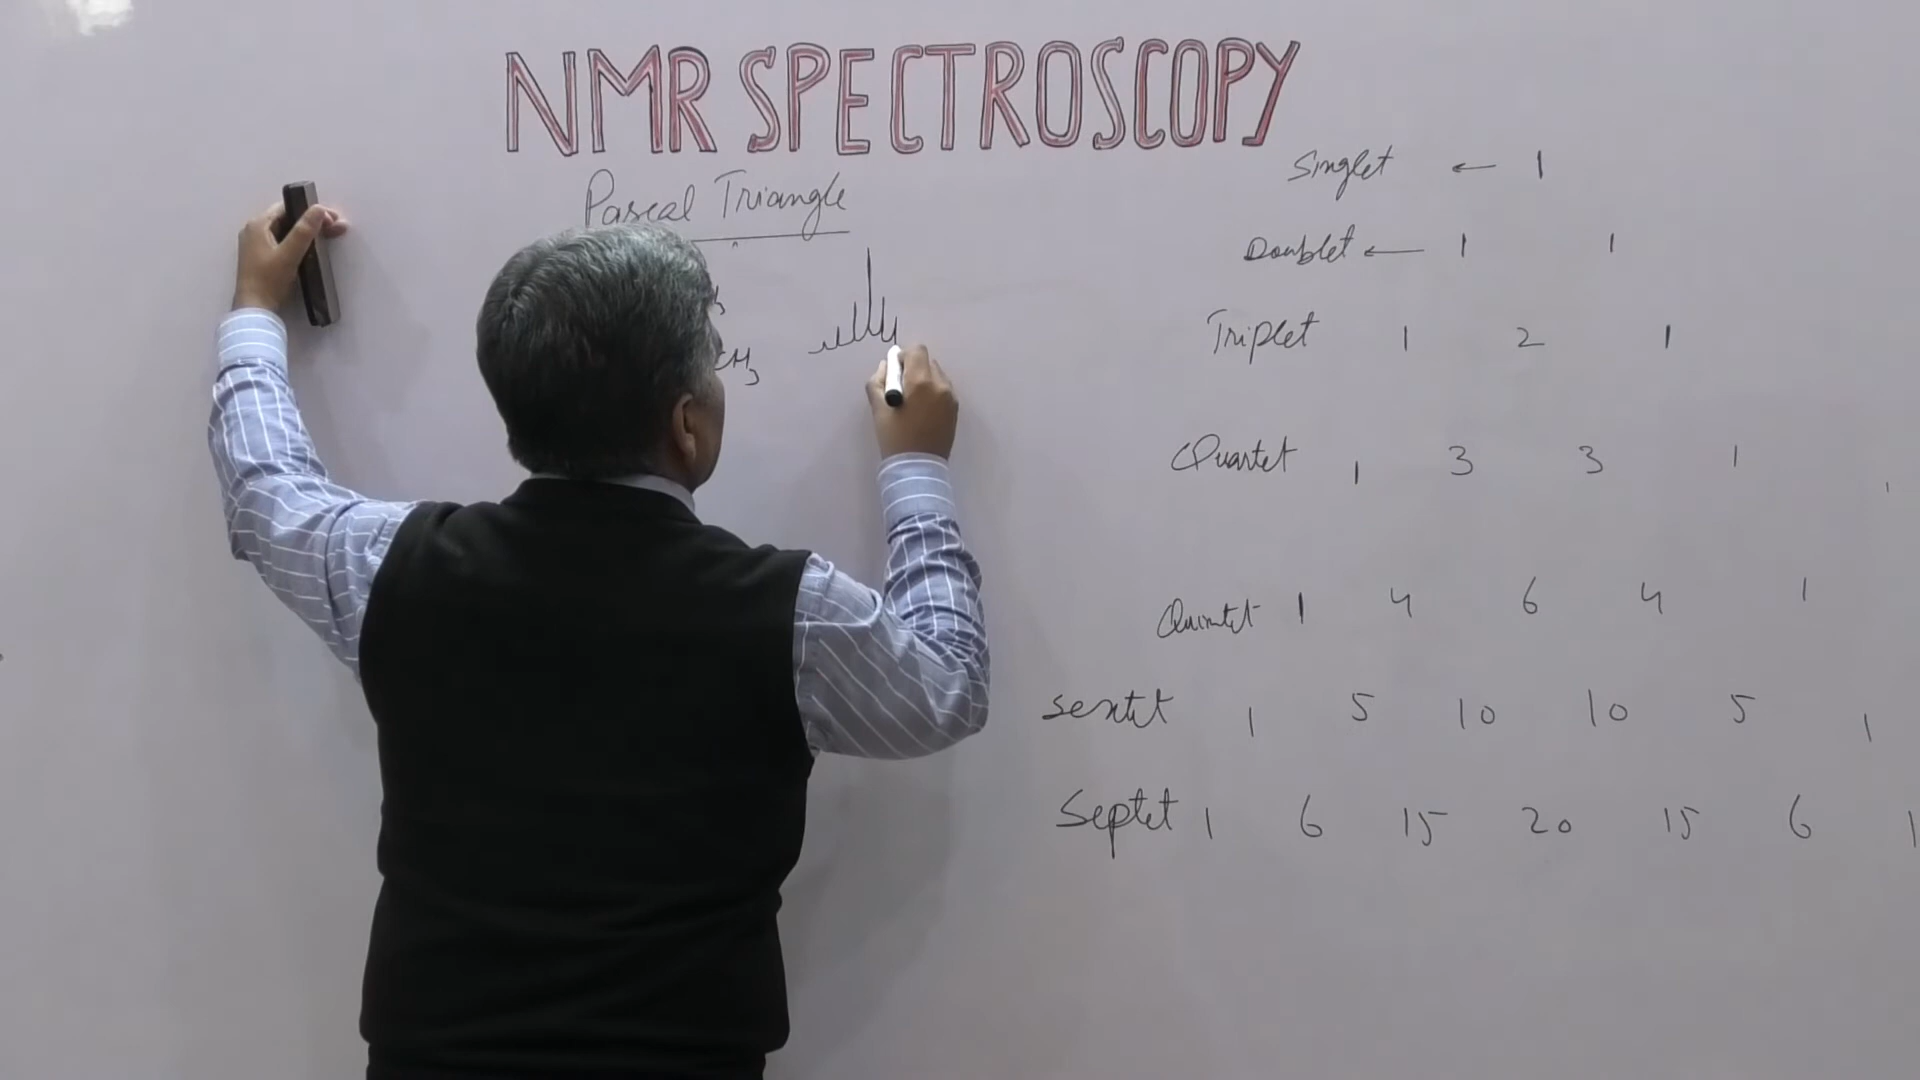 NMR SPECTROSCOPY
Pascal Triangle
CH3
Singlet ← 1
Doublet ← 1 1
Triplet 1 2 1
Quartet 1 3 3 1
Quintet 1 4 6 4 1
Sextet 1 5 10 10 5 1
Septet 1 6 15 20 15 6 1